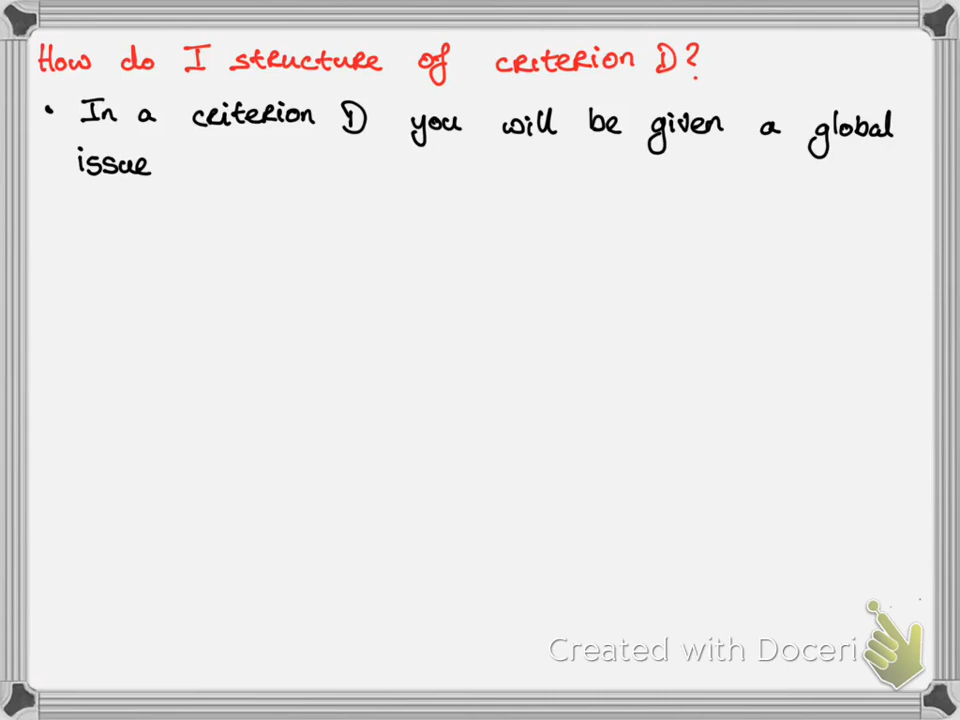 How do I structure of criterion D?
• In a criterion D you will be given a global
issue
Created with Doceri